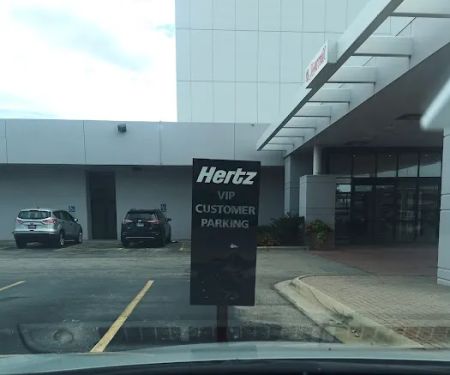 Hertz
VIP
CUSTOMER
PARKING